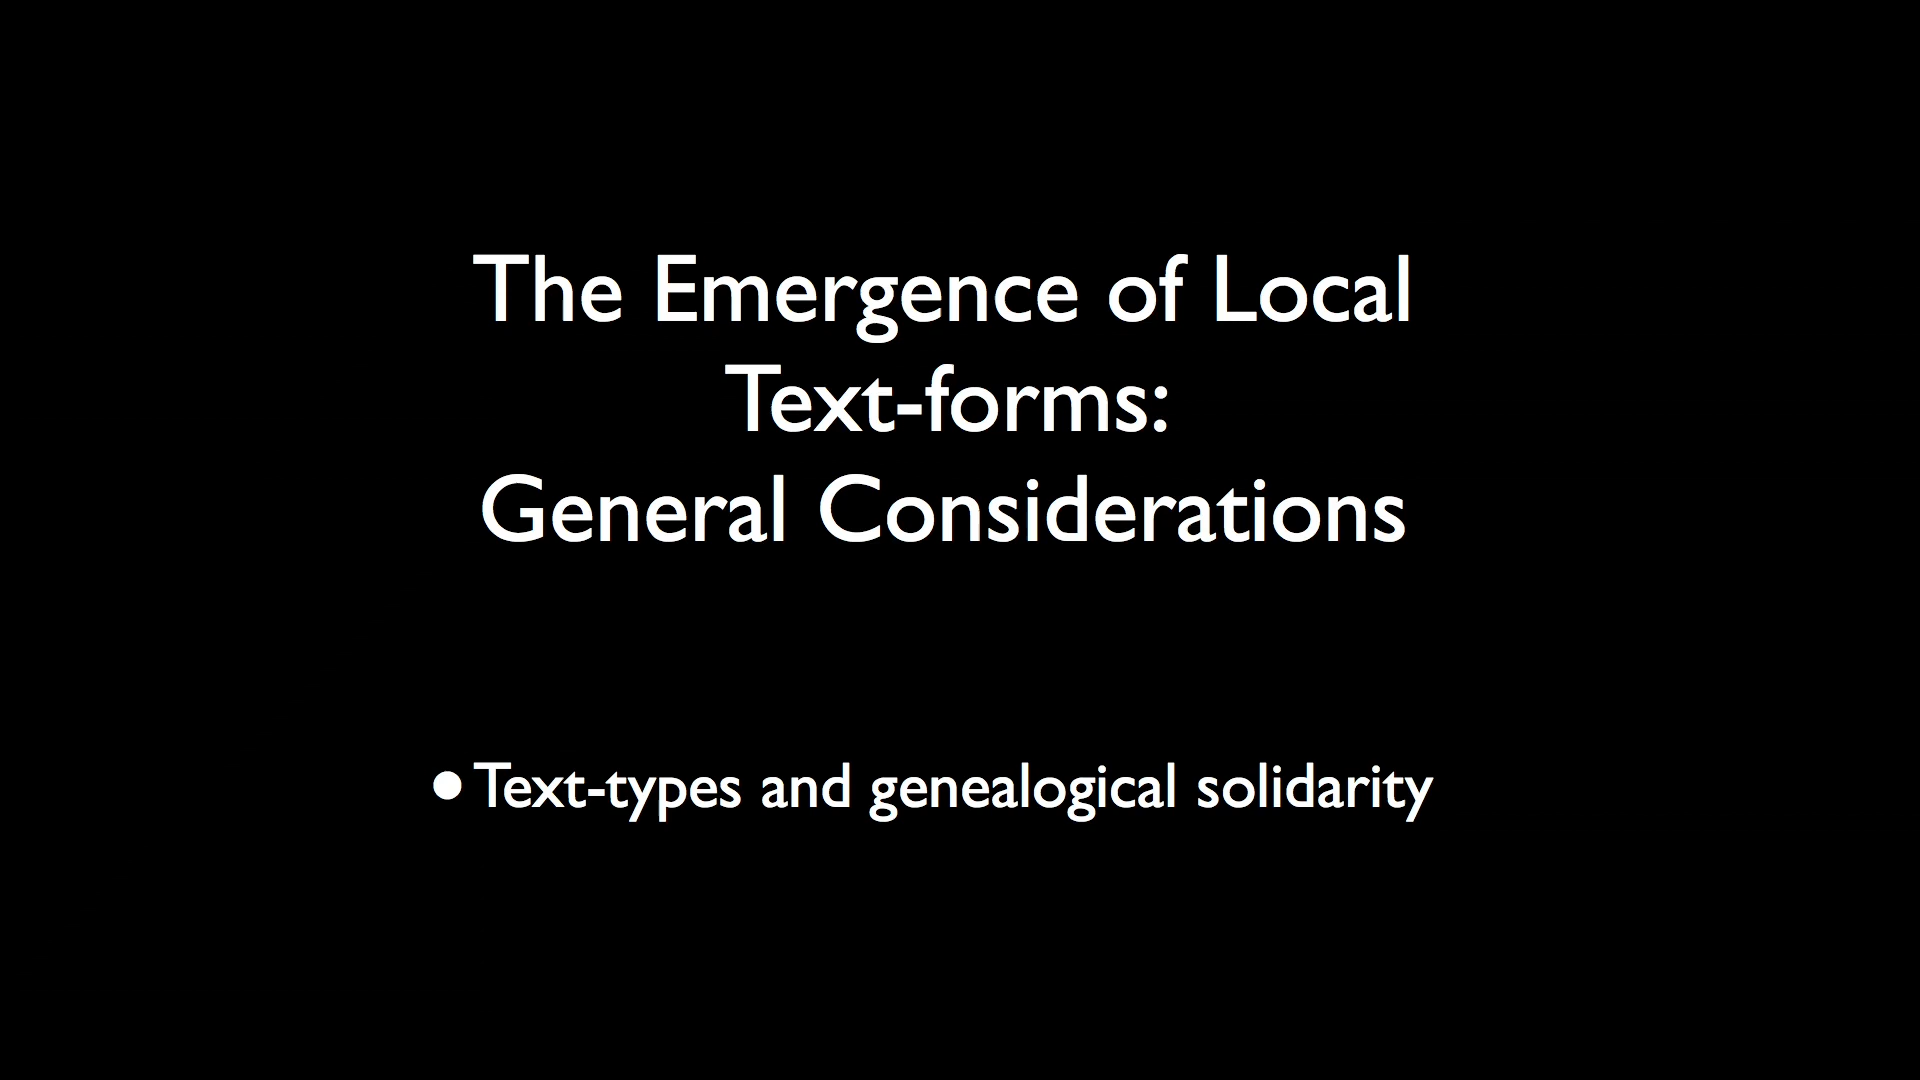 The Emergence of Local
Text-forms:
General Considerations
•Text-types and genealogical solidarity